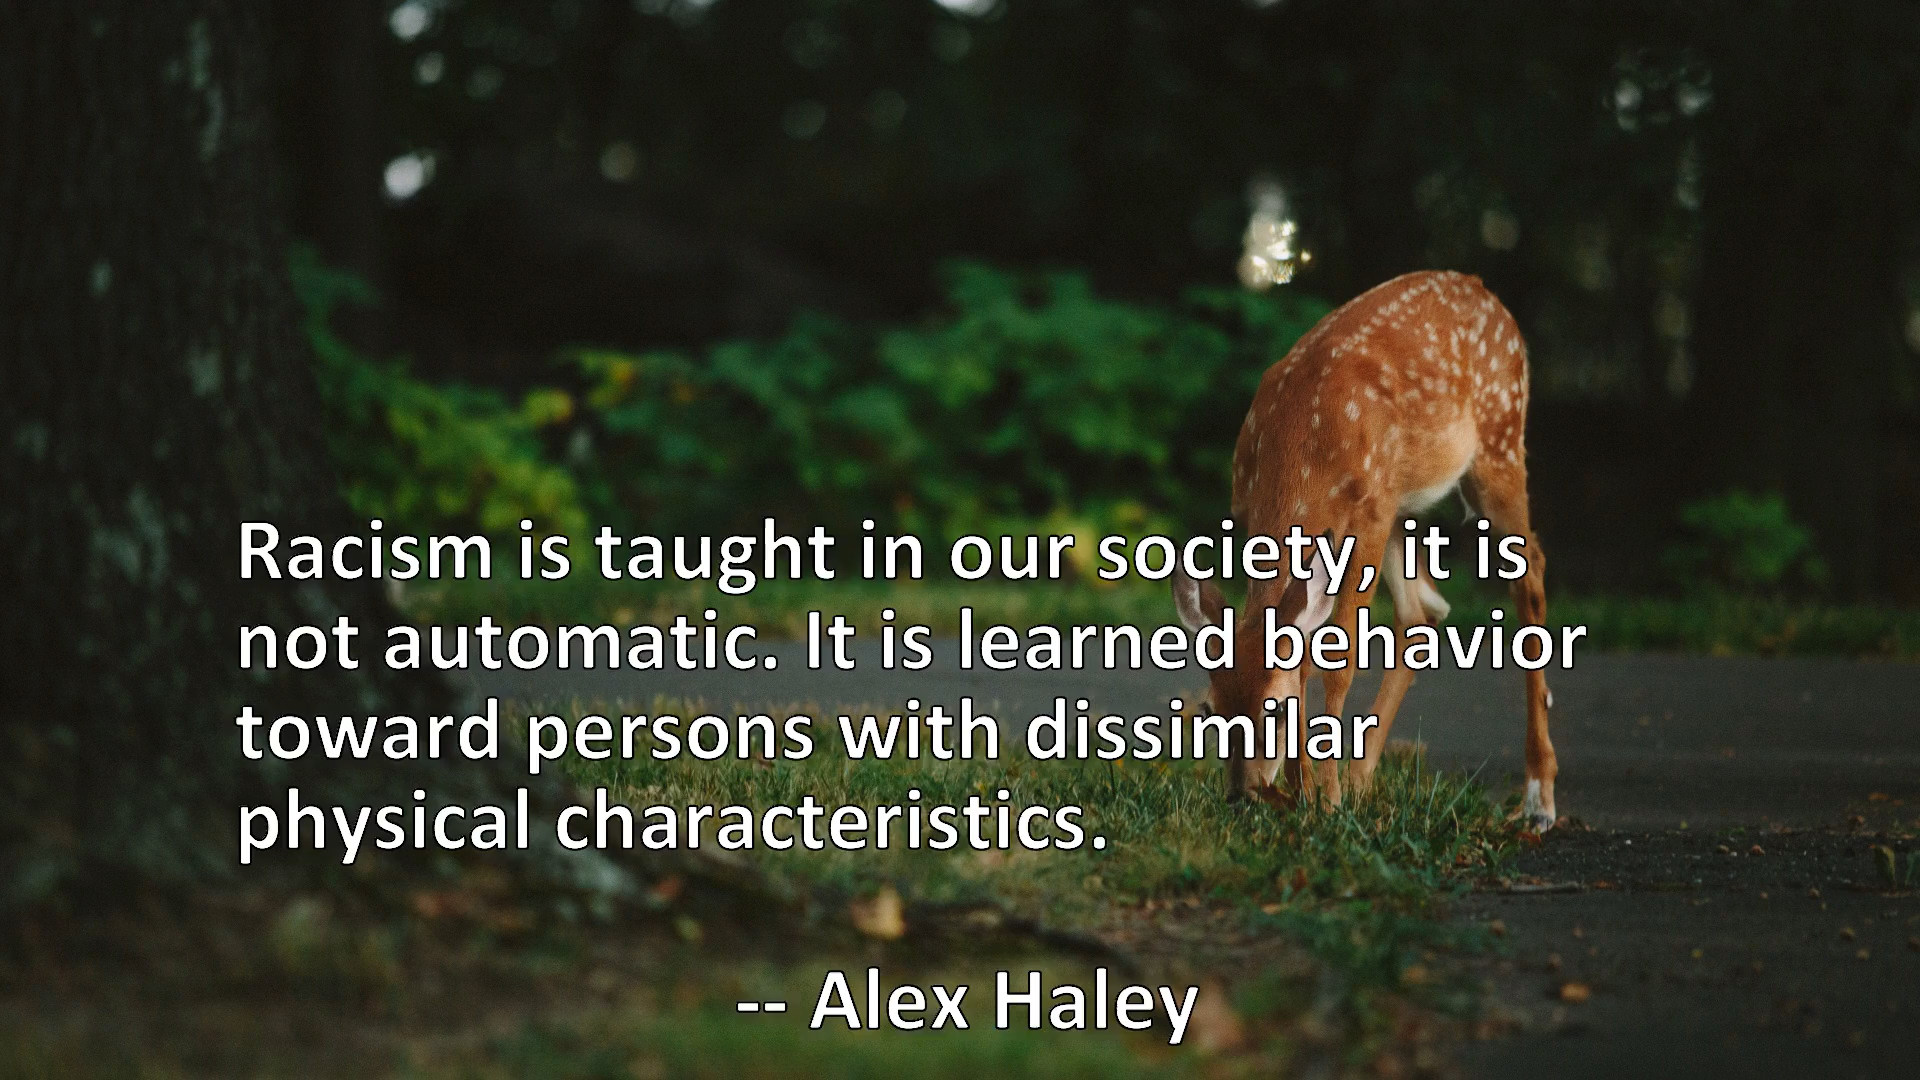 Racism is taught in our society, it is
not automatic. It is learned behavior
toward persons with dissimilar
physical characteristics.
-- Alex Haley